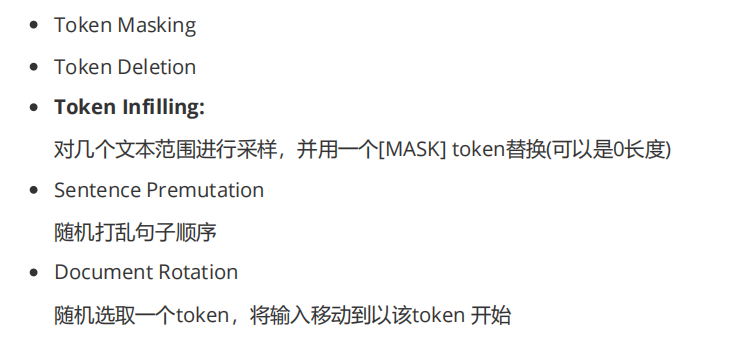 Token Masking
Token Deletion
Token Infilling:
对几个文本范围进行采样，并用一个[MASK] token替换(可以是0长度)
Sentence Premutation
随机打乱句子顺序
Document Rotation
随机选取一个token，将输入移动到以该token 开始